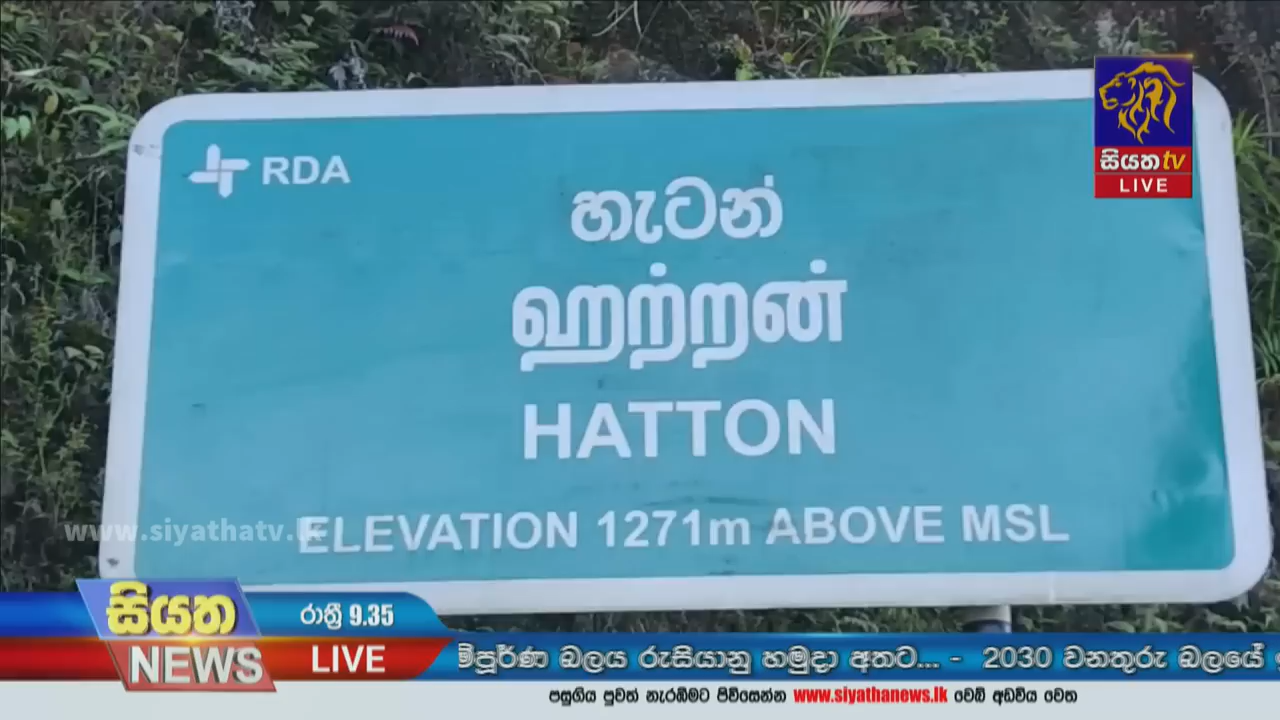 RDA
හැටන්
ஹற்றன்
HATTON
ELEVATION 1271m ABOVE MSL
සියත tv
LIVE
www.siyathatv.lk
සියත
NEWS
රාත්‍රී 9.35
LIVE
බලය රුසියානු හමුදා අතට... - 2030 වනතුරු බලයේ
පසුගිය පුවත් නැරඹීමට පිවිසෙන්න www.siyathanews.lk වෙබ් අඩවිය වෙත